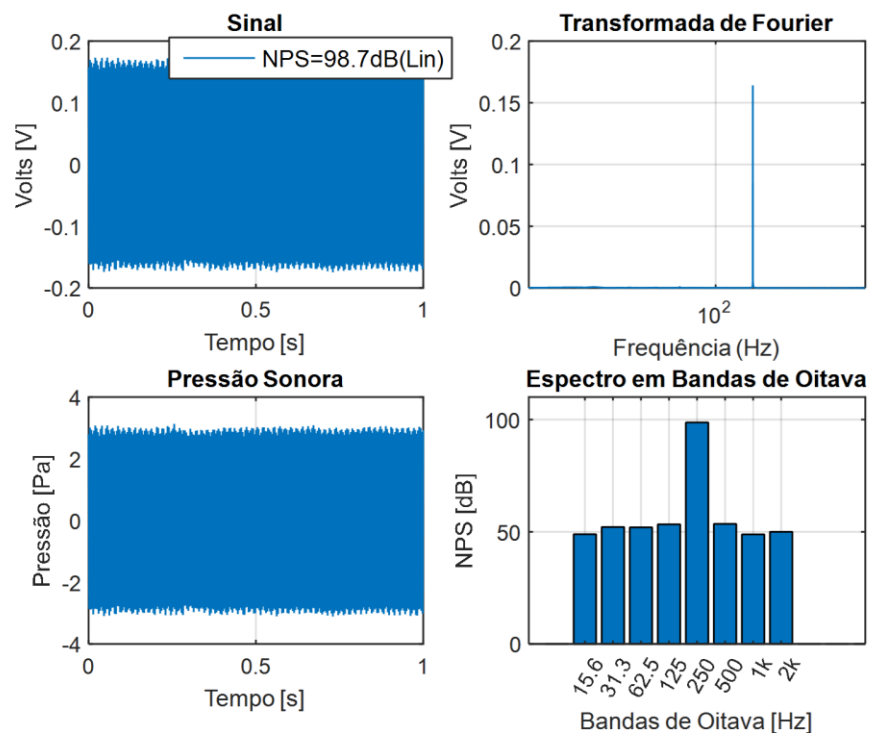 Sinal
NPS=98.7dB(Lin)
0.2
0.1
0
-0.1
-0.2
Volts [V]
0
0.5
1
Tempo [s]
Transformada de Fourier
0.2
0.15
0.1
0.05
0
Volts [V]
10²
Frequência (Hz)
Pressão Sonora
4
2
0
-2
-4
Pressão [Pa]
0
0.5
1
Tempo [s]
Espectro em Bandas de Oitava
100
50
0
NPS [dB]
15.6
31.3
62.5
125
250
500
1k
2k
Bandas de Oitava [Hz]